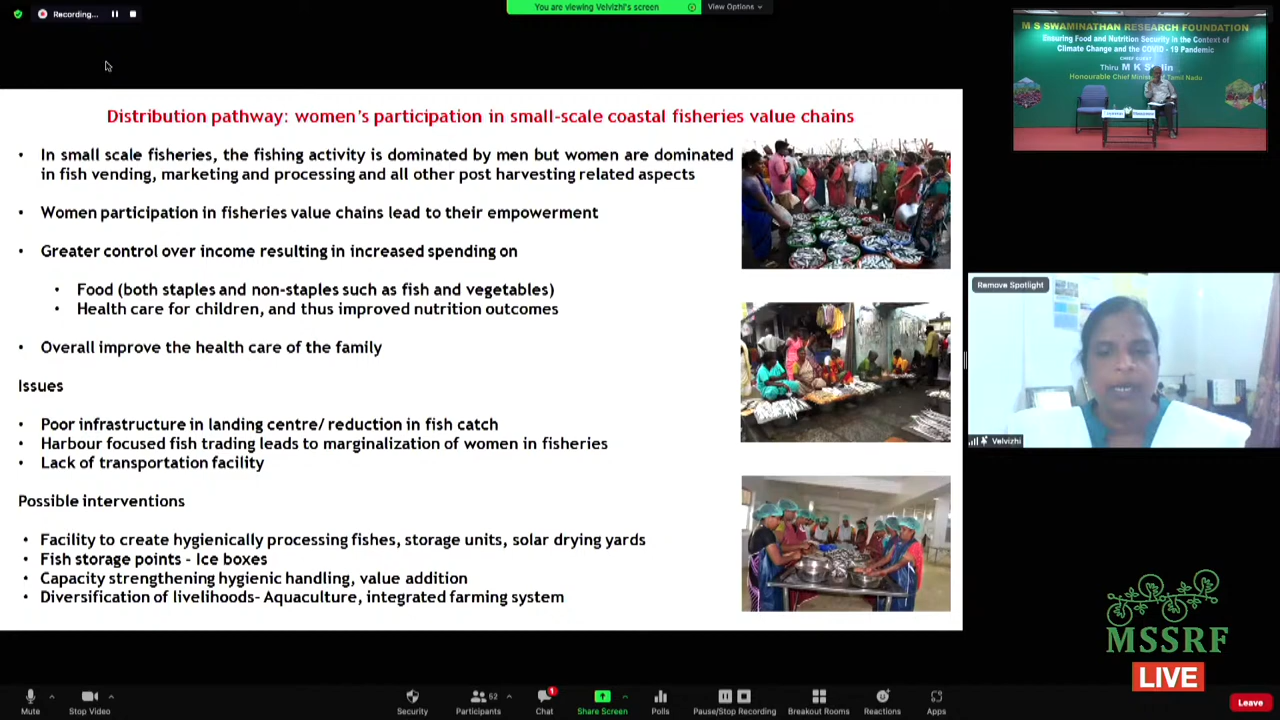 Recording...
You are viewing Velvizhi's screen
View Options
M S SWAMINATHAN RESEARCH FOUNDATION
Ensuring Food and Nutrition Security in the Context of
Climate Change and the COVID - 19 Pandemic
CHIEF GUEST
Thiru M K
Honourable Chief Tamil Nadu
Distribution pathway: women's participation in small-scale coastal fisheries value chains
• In small scale fisheries, the fishing activity is dominated by men but women are dominated
in fish vending, marketing and processing and all other post harvesting related aspects
• Women participation in fisheries value chains lead to their empowerment
• Greater control over income resulting in increased spending on
• Food (both staples and non-staples such as fish and vegetables)
• Health care for children, and thus improved nutrition outcomes
• Overall improve the health care of the family
Issues
• Poor infrastructure in landing centre/ reduction in fish catch
• Harbour focused fish trading leads to marginalization of women in fisheries
• Lack of transportation facility
Possible interventions
• Facility to create hygienically processing fishes, storage units, solar drying yards
• Fish storage points - Ice boxes
• Capacity strengthening hygienic handling, value addition
• Diversification of livelihoods- Aquaculture, integrated farming system
Remove Spotlight
Velvizhi
MSSRF
LIVE
Mute
Stop Video
Security
Participants
52
Chat
1
Share Screen
Polls
Pause/Stop Recording
Breakout Rooms
Reactions
Apps
Leave